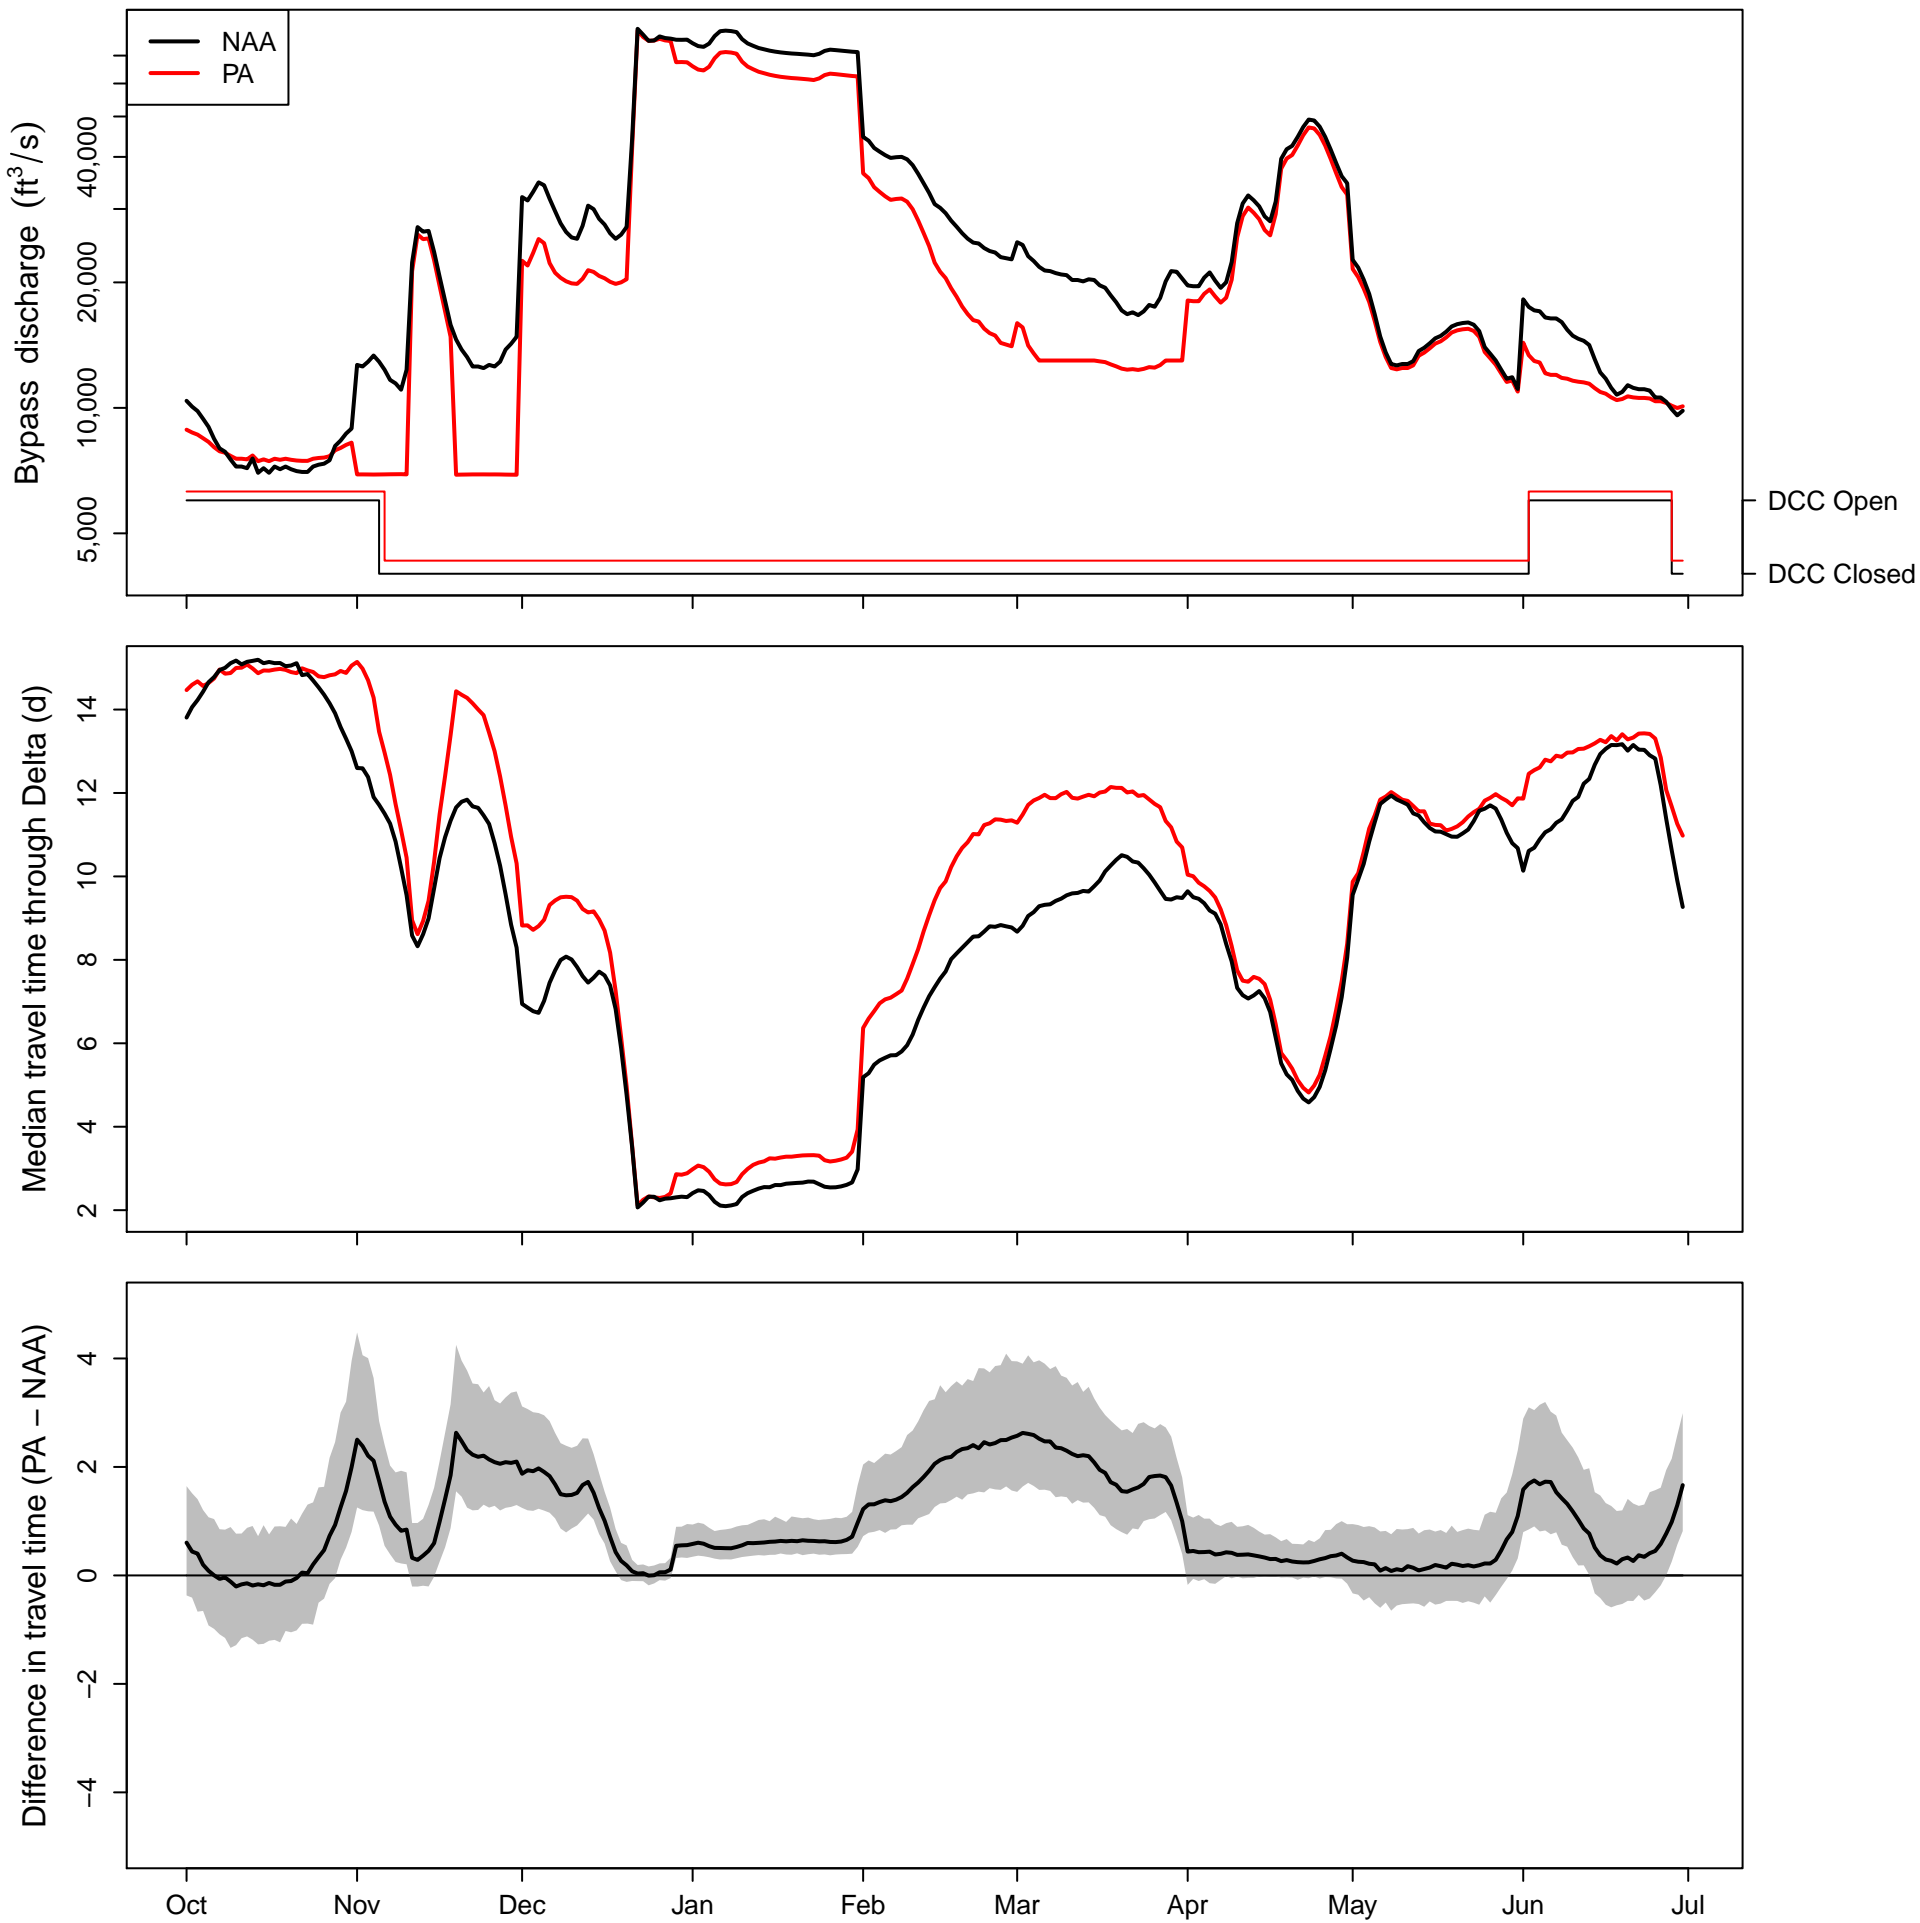 NAA
PA
Bypass discharge (ft³/s)
40,000
20,000
10,000
5,000
DCC Open
DCC Closed
Median travel time through Delta (d)
14
12
10
8
6
4
2
Difference in travel time (PA − NAA)
4
2
0
−2
−4
Oct Nov Dec Jan Feb Mar Apr May Jun Jul